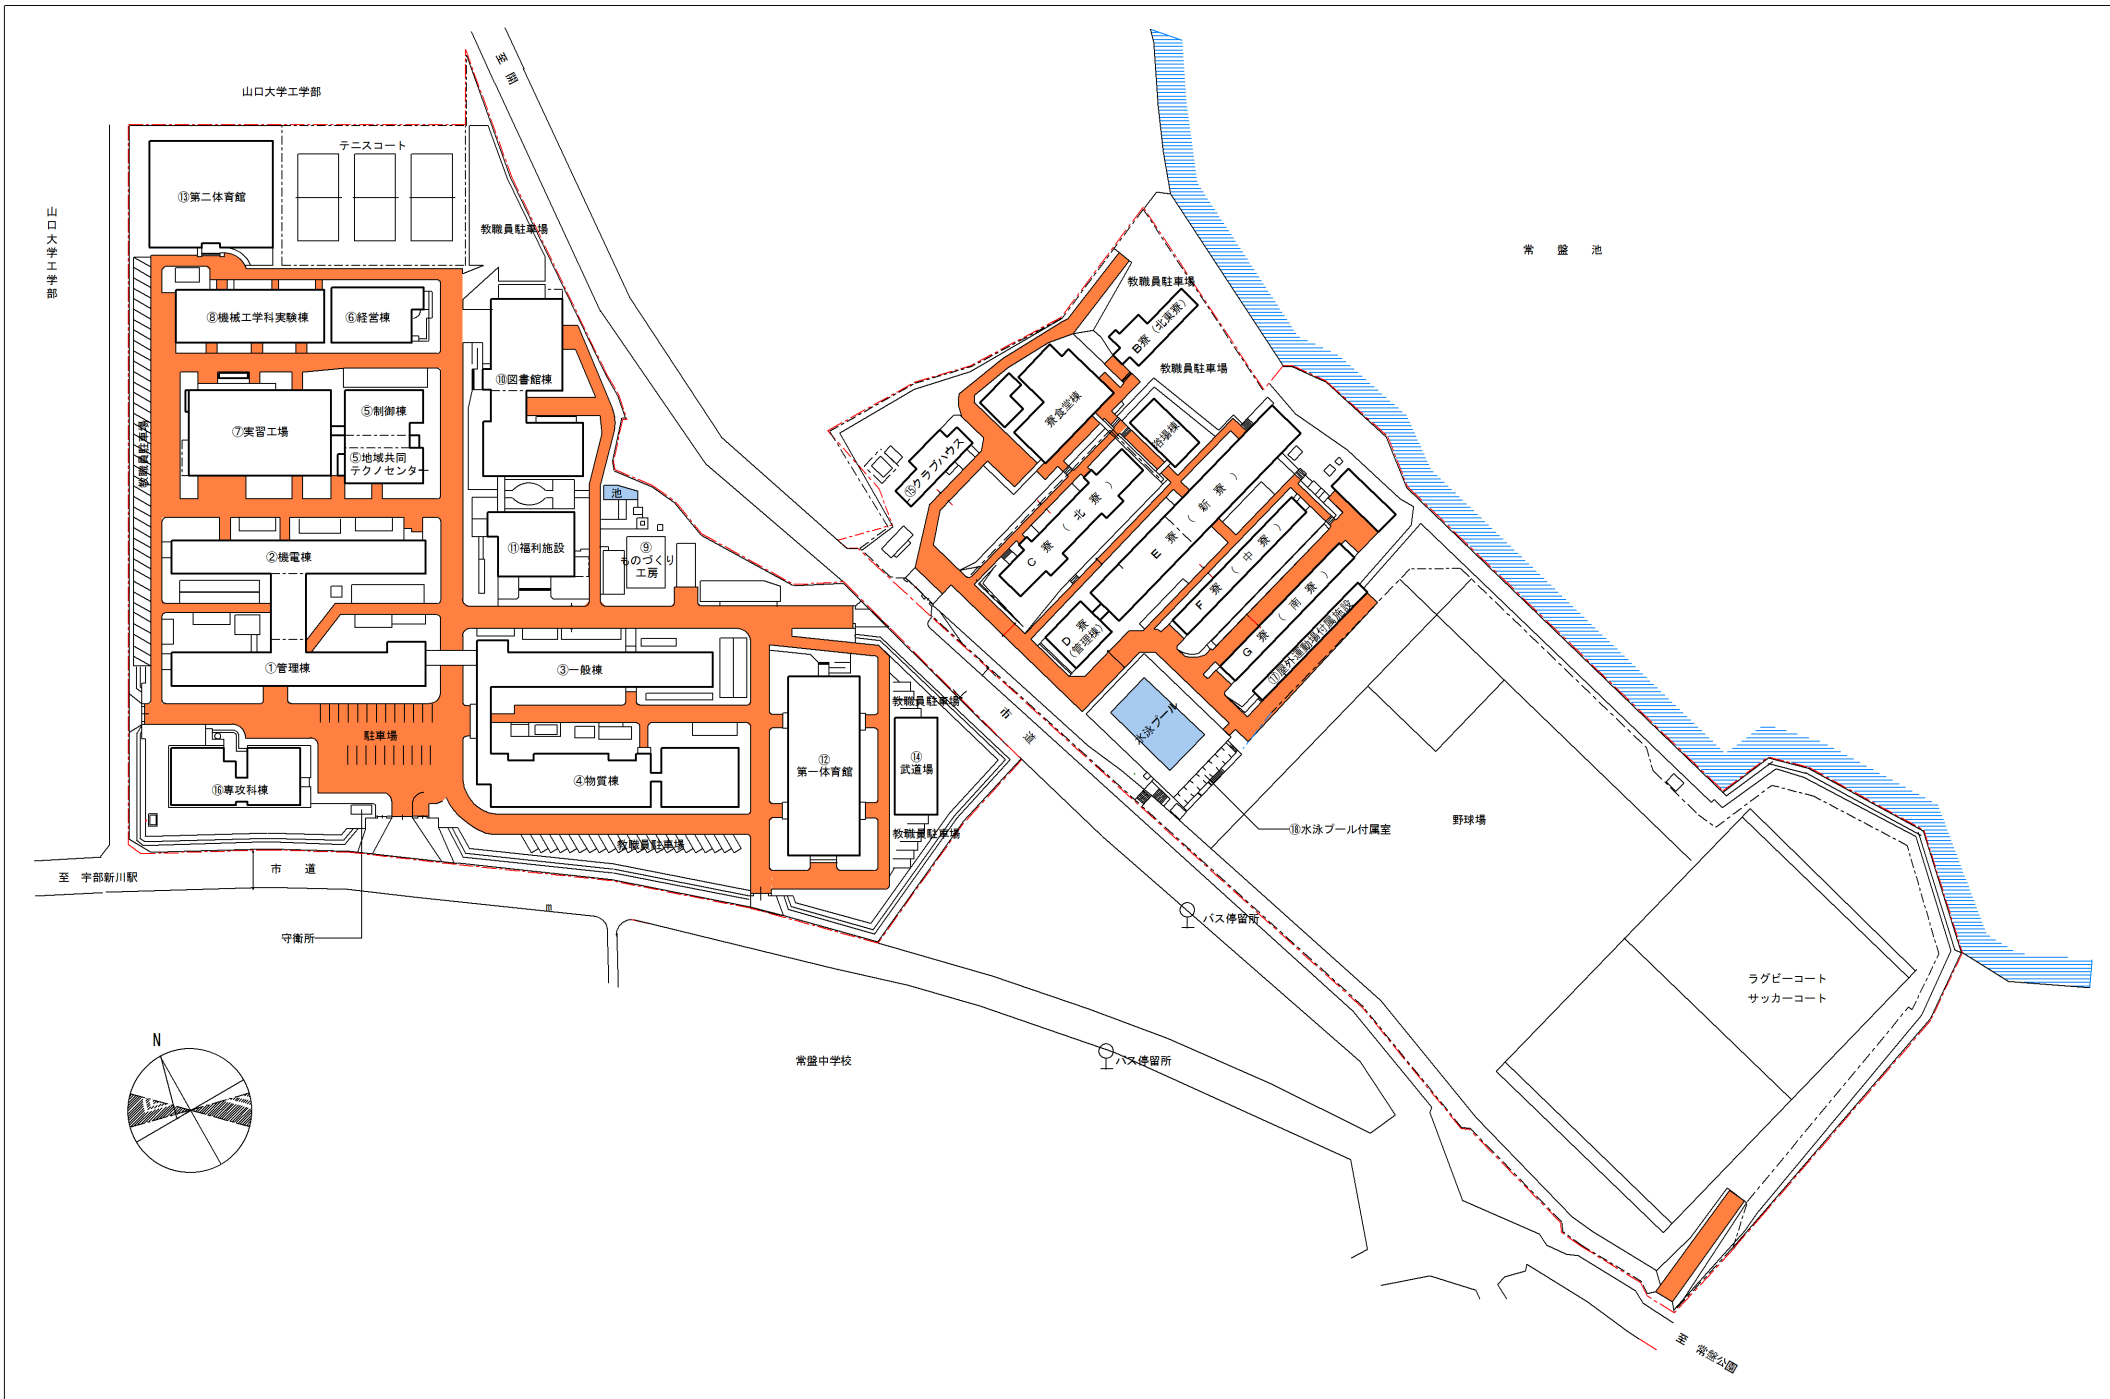 至 開
山口大学工学部
テニスコート
⑬第二体育館
山口大学工学部
教職員駐車場
常 盤 池
教職員駐車場
B寮(北東寮)
⑧機械工学科実験棟
⑥経営棟
教職員駐車場
⑩図書館棟
寮食堂棟
⑤制御棟
⑦実習工場
浴場棟
⑮クラブハウス
教職員駐車場
⑤地域共同
テクノセンター
池
C 寮 ( 北 寮 )
E 寮 ( 新 寮 )
②機電棟
⑪福利施設
⑨
ものづくり
工房
F 寮 ( 中 寮 )
G 寮 ( 南 寮 )
⑰屋外運動場付属施設
D 寮
(管理棟)
①管理棟
③一般棟
教職員駐車場
市 道
水泳プール
駐車場
⑫
第一体育館
⑭
武道場
④物質棟
⑯専攻科棟
教職員駐車場
教職員駐車場
⑱水泳プール付属室
野球場
至 宇部新川駅
市 道
m
バス停留所
守衛所
ラグビーコート
サッカーコート
N
常盤中学校
バス停留所
至 常盤公園